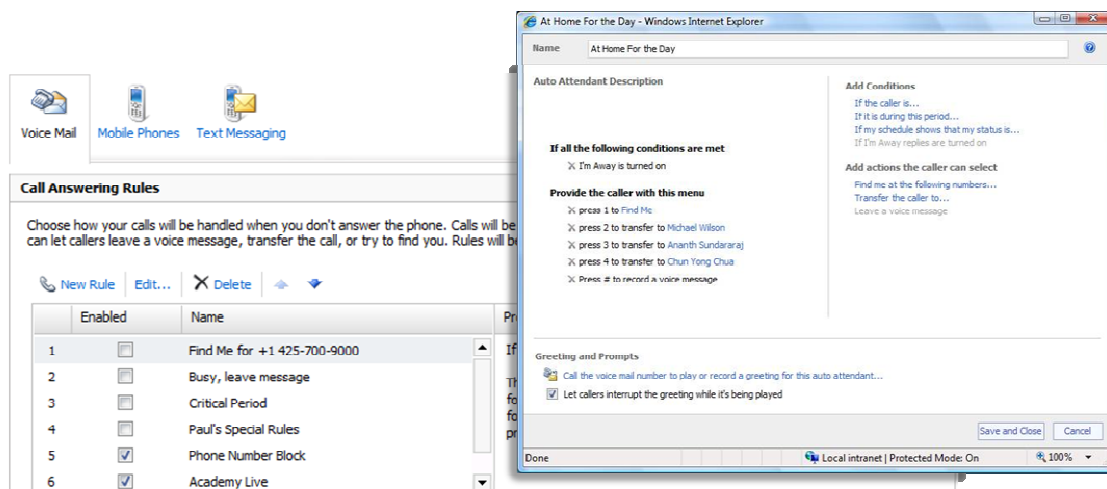 Voice Mail
Mobile Phones
Text Messaging
Call Answering Rules
Choose how your calls will be handled when you don't answer the phone. Calls will be
can let callers leave a voice message, transfer the call, or try to find you. Rules will be
New Rule Edit... Delete
Enabled Name
1 Find Me for +1 425-700-9000
2 Busy, leave message
3 Critical Period
4 Paul's Special Rules
5 Phone Number Block
6 Academy Live
Pr
If
Th
fo
fo
pr
At Home For the Day - Windows Internet Explorer
Name At Home For the Day
Auto Attendant Description
If all the following conditions are met
I'm Away is turned on
Provide the caller with this menu
press 1 to Find Me
press 2 to transfer to Michael Wilson
press 3 to transfer to Ananth Sundararaj
press 4 to transfer to Chun Yong Chua
Press # to record a voice message
Add Conditions
If the caller is...
If it is during this period...
If my schedule shows that my status is...
If I'm Away replies are turned on
Add actions the caller can select
Find me at the following numbers...
Transfer the caller to...
Leave a voice message
Greeting and Prompts
Call the voice mail number to play or record a greeting for this auto attendant...
Let callers interrupt the greeting while it's being played
Save and Close Cancel
Done Local intranet | Protected Mode: On 100%